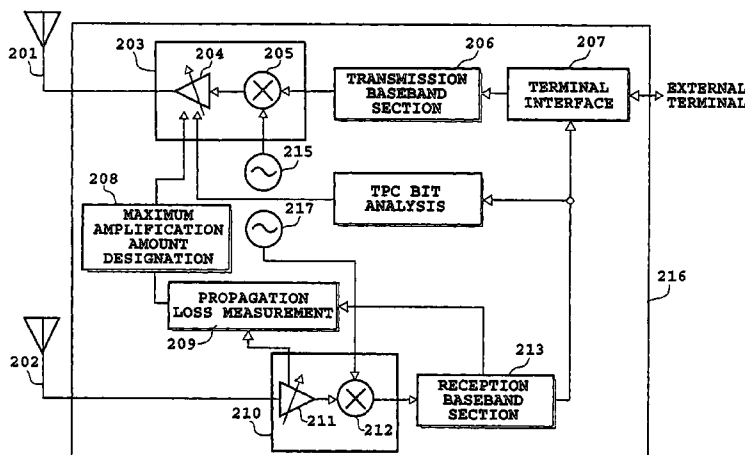 201
203
204
205
206
207
TRANSMISSION
BASEBAND
SECTION
TERMINAL
INTERFACE
EXTERNAL
TERMINAL
215
208
217
TPC BIT
ANALYSIS
MAXIMUM
AMPLIFICATION
AMOUNT
DESIGNATION
216
PROPAGATION
LOSS MEASUREMENT
209
202
213
210
211
212
RECEPTION
BASEBAND
SECTION